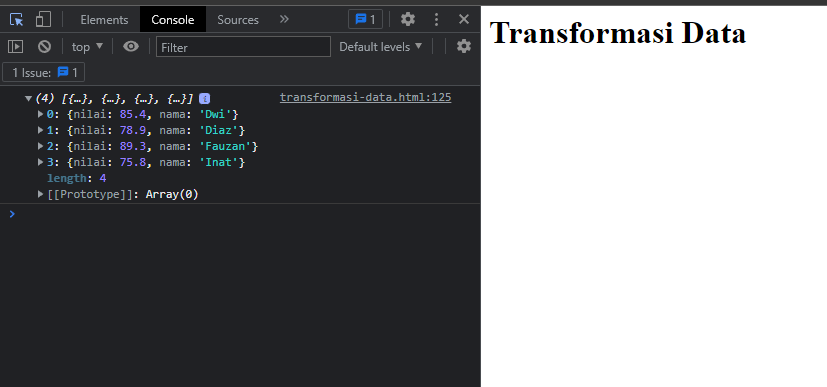 Elements Console Sources » 1
top Filter Default levels
1 Issue: 1
(4) [{…}, {…}, {…}, {…}] i transformasi-data.html:125
0: {nilai: 85.4, nama: 'Dwi'}
1: {nilai: 78.9, nama: 'Diaz'}
2: {nilai: 89.3, nama: 'Fauzan'}
3: {nilai: 75.8, nama: 'Inat'}
length: 4
[[Prototype]]: Array(0)
Transformasi Data